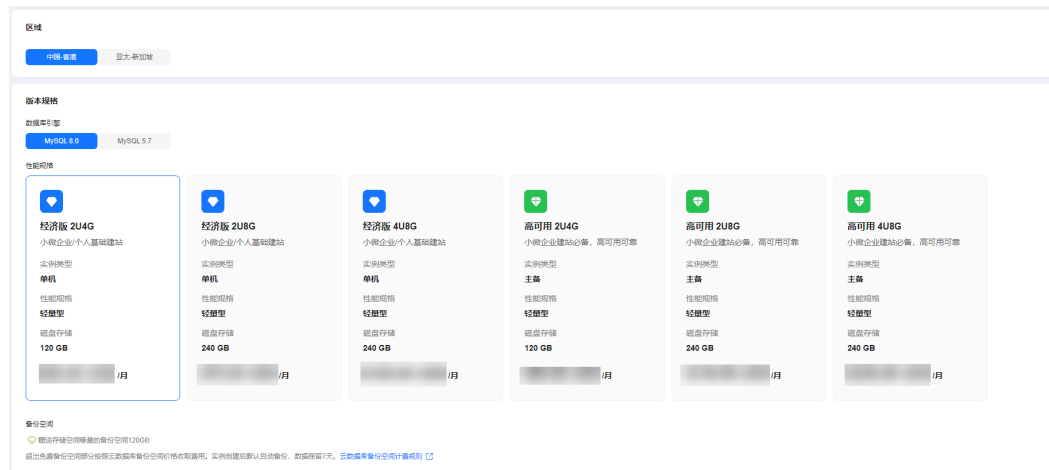 区域
中国-香港 亚太-新加坡
版本规格
数据库引擎
MySQL 8.0 MySQL 5.7
性能规格
经济版 2U4G
小微企业/个人基础建站
实例类型
单机
性能规格
轻量型
磁盘存储
120 GB
/月
经济版 2U8G
小微企业/个人基础建站
实例类型
单机
性能规格
轻量型
磁盘存储
240 GB
/月
经济版 4U8G
小微企业/个人基础建站
实例类型
单机
性能规格
轻量型
磁盘存储
240 GB
/月
高可用 2U4G
小微企业建站必备，高可用可靠
实例类型
主备
性能规格
轻量型
磁盘存储
120 GB
/月
高可用 2U8G
小微企业建站必备，高可用可靠
实例类型
主备
性能规格
轻量型
磁盘存储
240 GB
/月
高可用 4U8G
小微企业建站必备，高可用可靠
实例类型
主备
性能规格
轻量型
磁盘存储
240 GB
/月
备份空间
赠送存储空间等量的备份空间120GB
超出免费备份空间部分按照云数据库备份空间价格收取费用。实例创建后默认自动备份，数据保留7天。云数据库备份空间计费规则